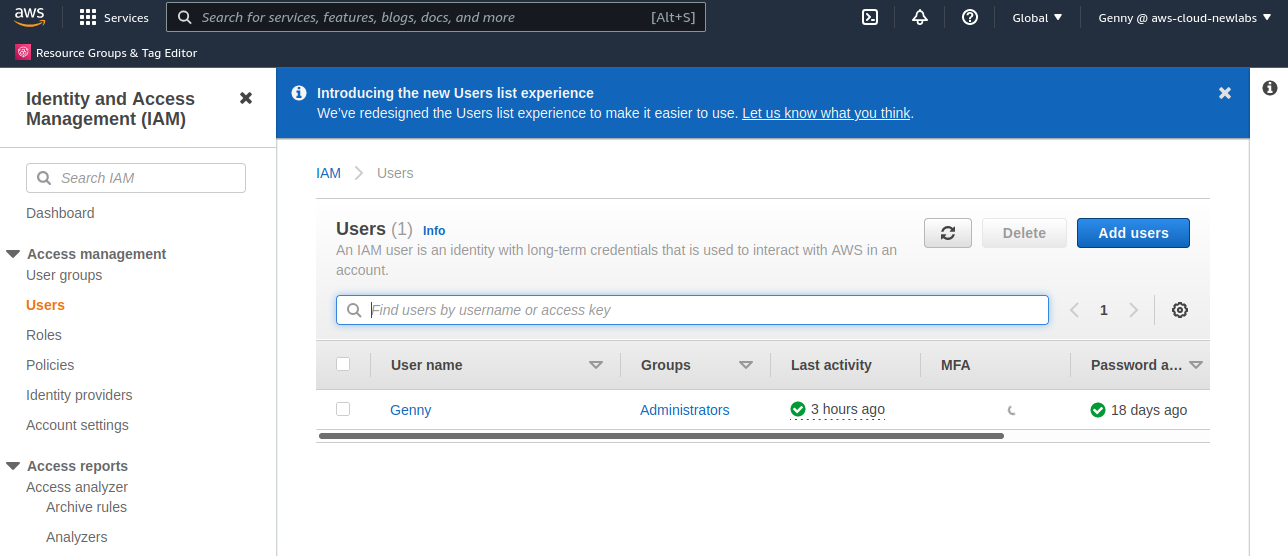 aws
Services
Search for services, features, blogs, docs, and more
[Alt+S]
Global
Genny @ aws-cloud-newlabs
Resource Groups & Tag Editor
Identity and Access
Management (IAM)
Search IAM
Dashboard
Access management
User groups
Users
Roles
Policies
Identity providers
Account settings
Access reports
Access analyzer
Archive rules
Analyzers
Introducing the new Users list experience
We've redesigned the Users list experience to make it easier to use. Let us know what you think.
IAM
Users
Users (1) Info
An IAM user is an identity with long-term credentials that is used to interact with AWS in an
account.
Delete
Add users
Find users by username or access key
1
User name
Groups
Last activity
MFA
Password a...
Genny
Administrators
3 hours ago
18 days ago